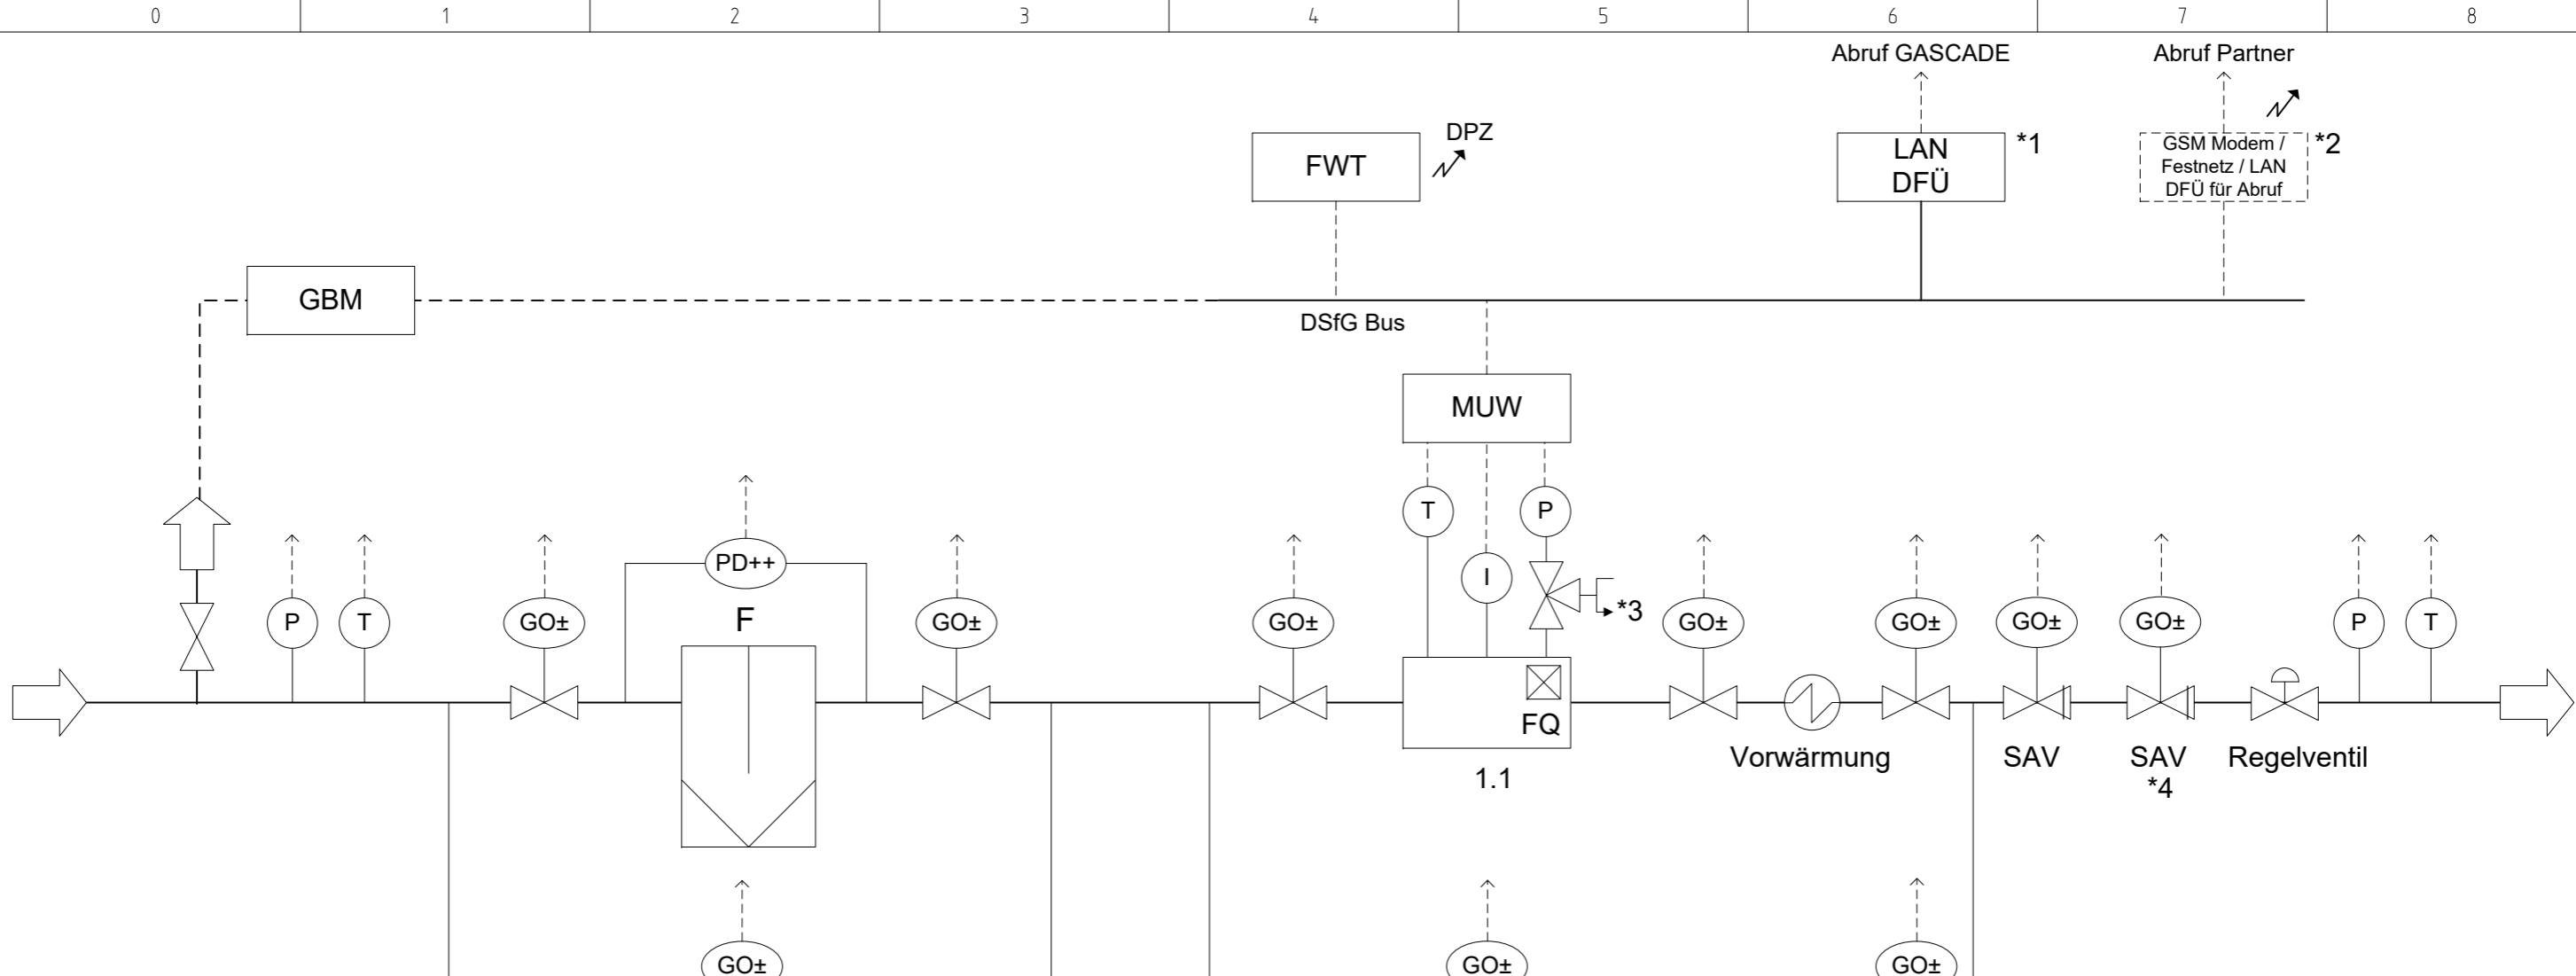 0 1 2 3 4 5 6 7 8
Abruf GASCADE
Abruf Partner
DPZ
FWT
LAN
DFÜ
*1
GSM Modem /
Festnetz / LAN
DFÜ für Abruf
*2
GBM
DSfG Bus
MUW
T
P
I
*3
PD++
F
P
T
GO±
GO±
GO±
GO±
GO±
GO±
GO±
P
T
FQ
1.1
Vorwärmung
SAV
SAV
*4
Regelventil
GO±
GO±
GO±